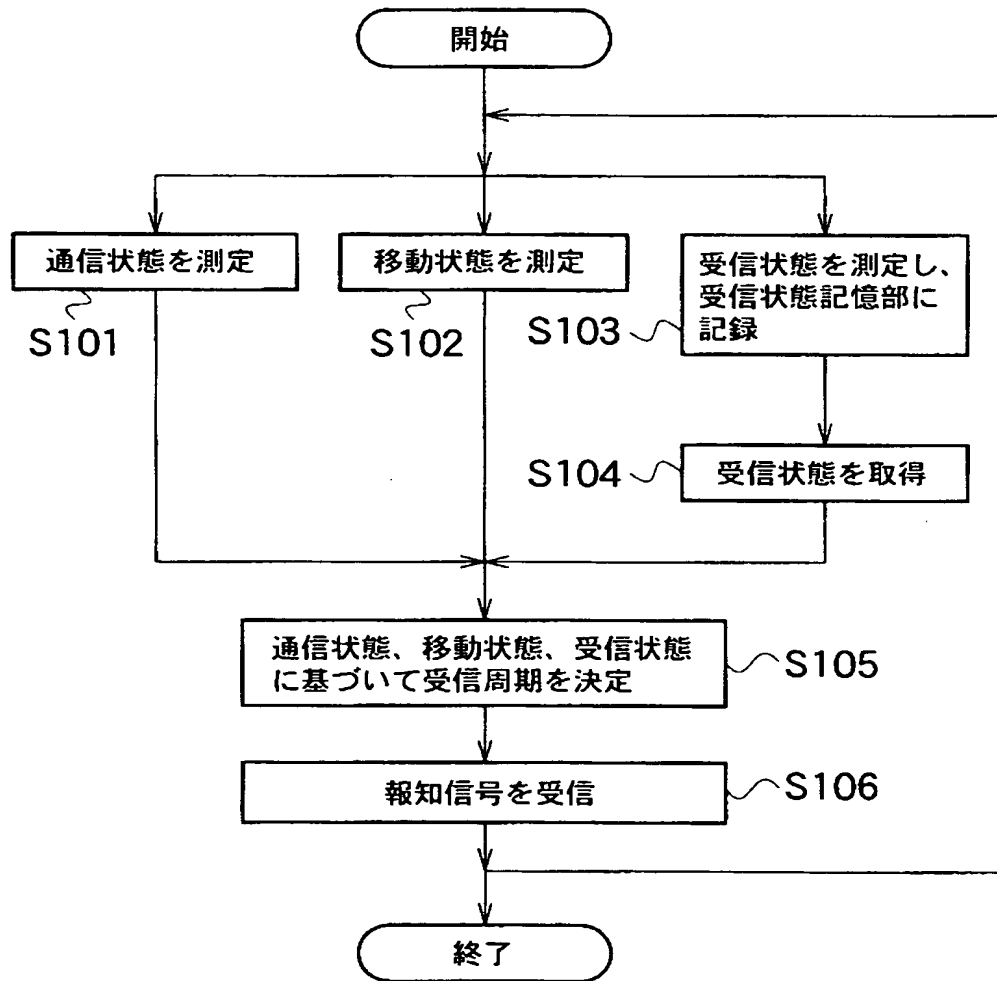 開始
通信状態を測定
S101
移動状態を測定
S102
受信状態を測定し、
受信状態記憶部に
記録
S103
S104
受信状態を取得
通信状態、移動状態、受信状態
に基づいて受信周期を決定
S105
報知信号を受信
S106
終了